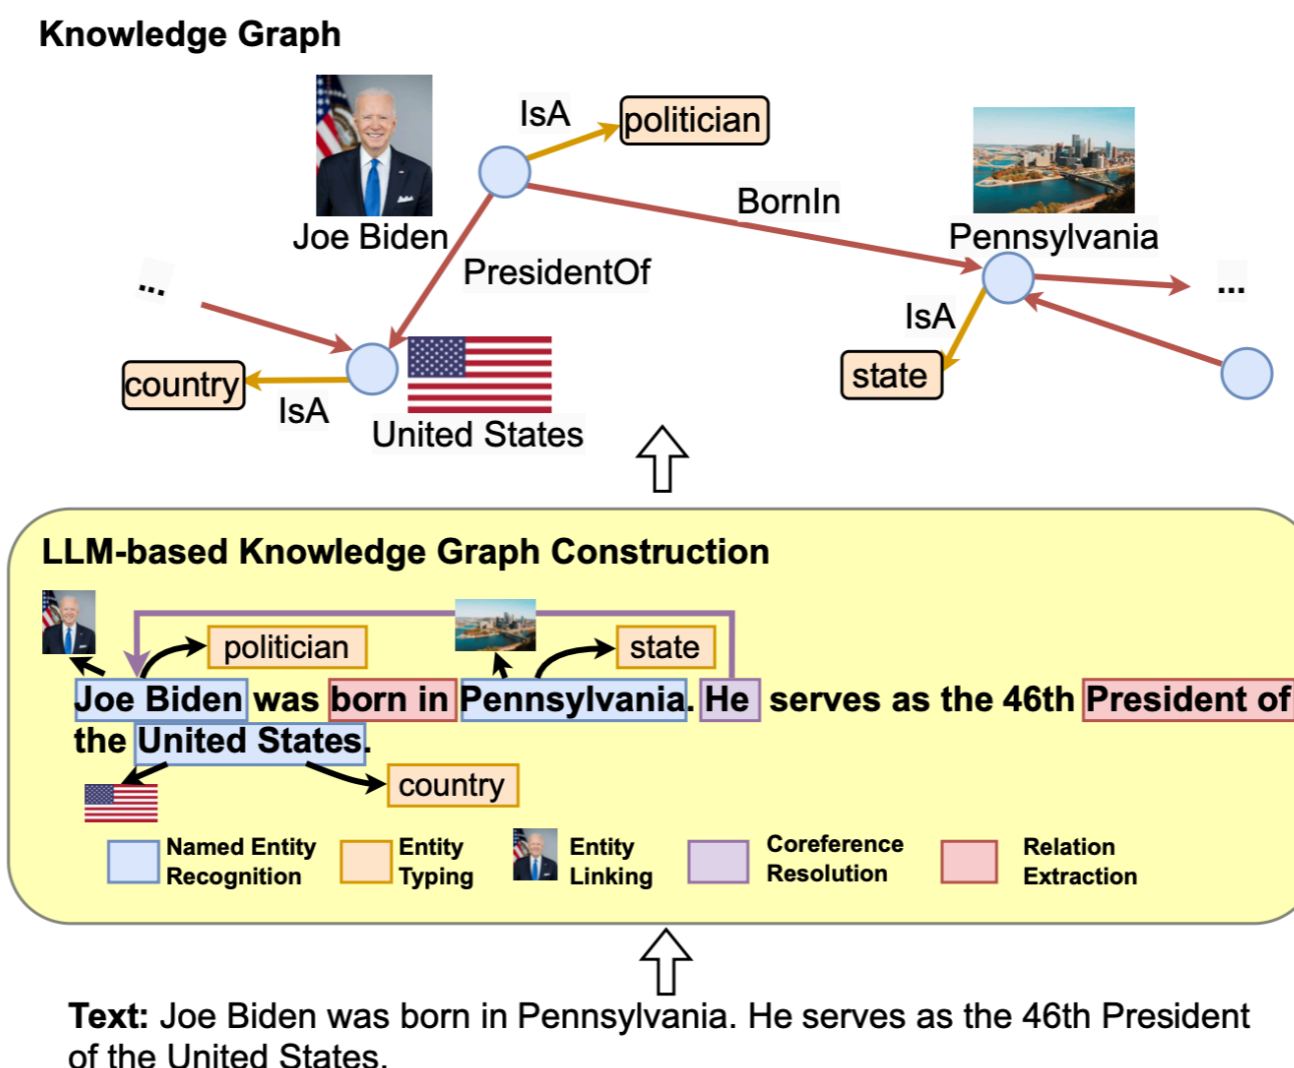 Knowledge Graph
IsA
politician
BornIn
Joe Biden
Pennsylvania
PresidentOf
...
...
IsA
country
state
IsA
United States
LLM-based Knowledge Graph Construction
politician
state
Joe Biden was born in Pennsylvania. He serves as the 46th President of
the United States.
country
Named Entity
Recognition
Entity
Typing
Entity
Linking
Coreference
Resolution
Relation
Extraction
Text: Joe Biden was born in Pennsylvania. He serves as the 46th President
of the United States.